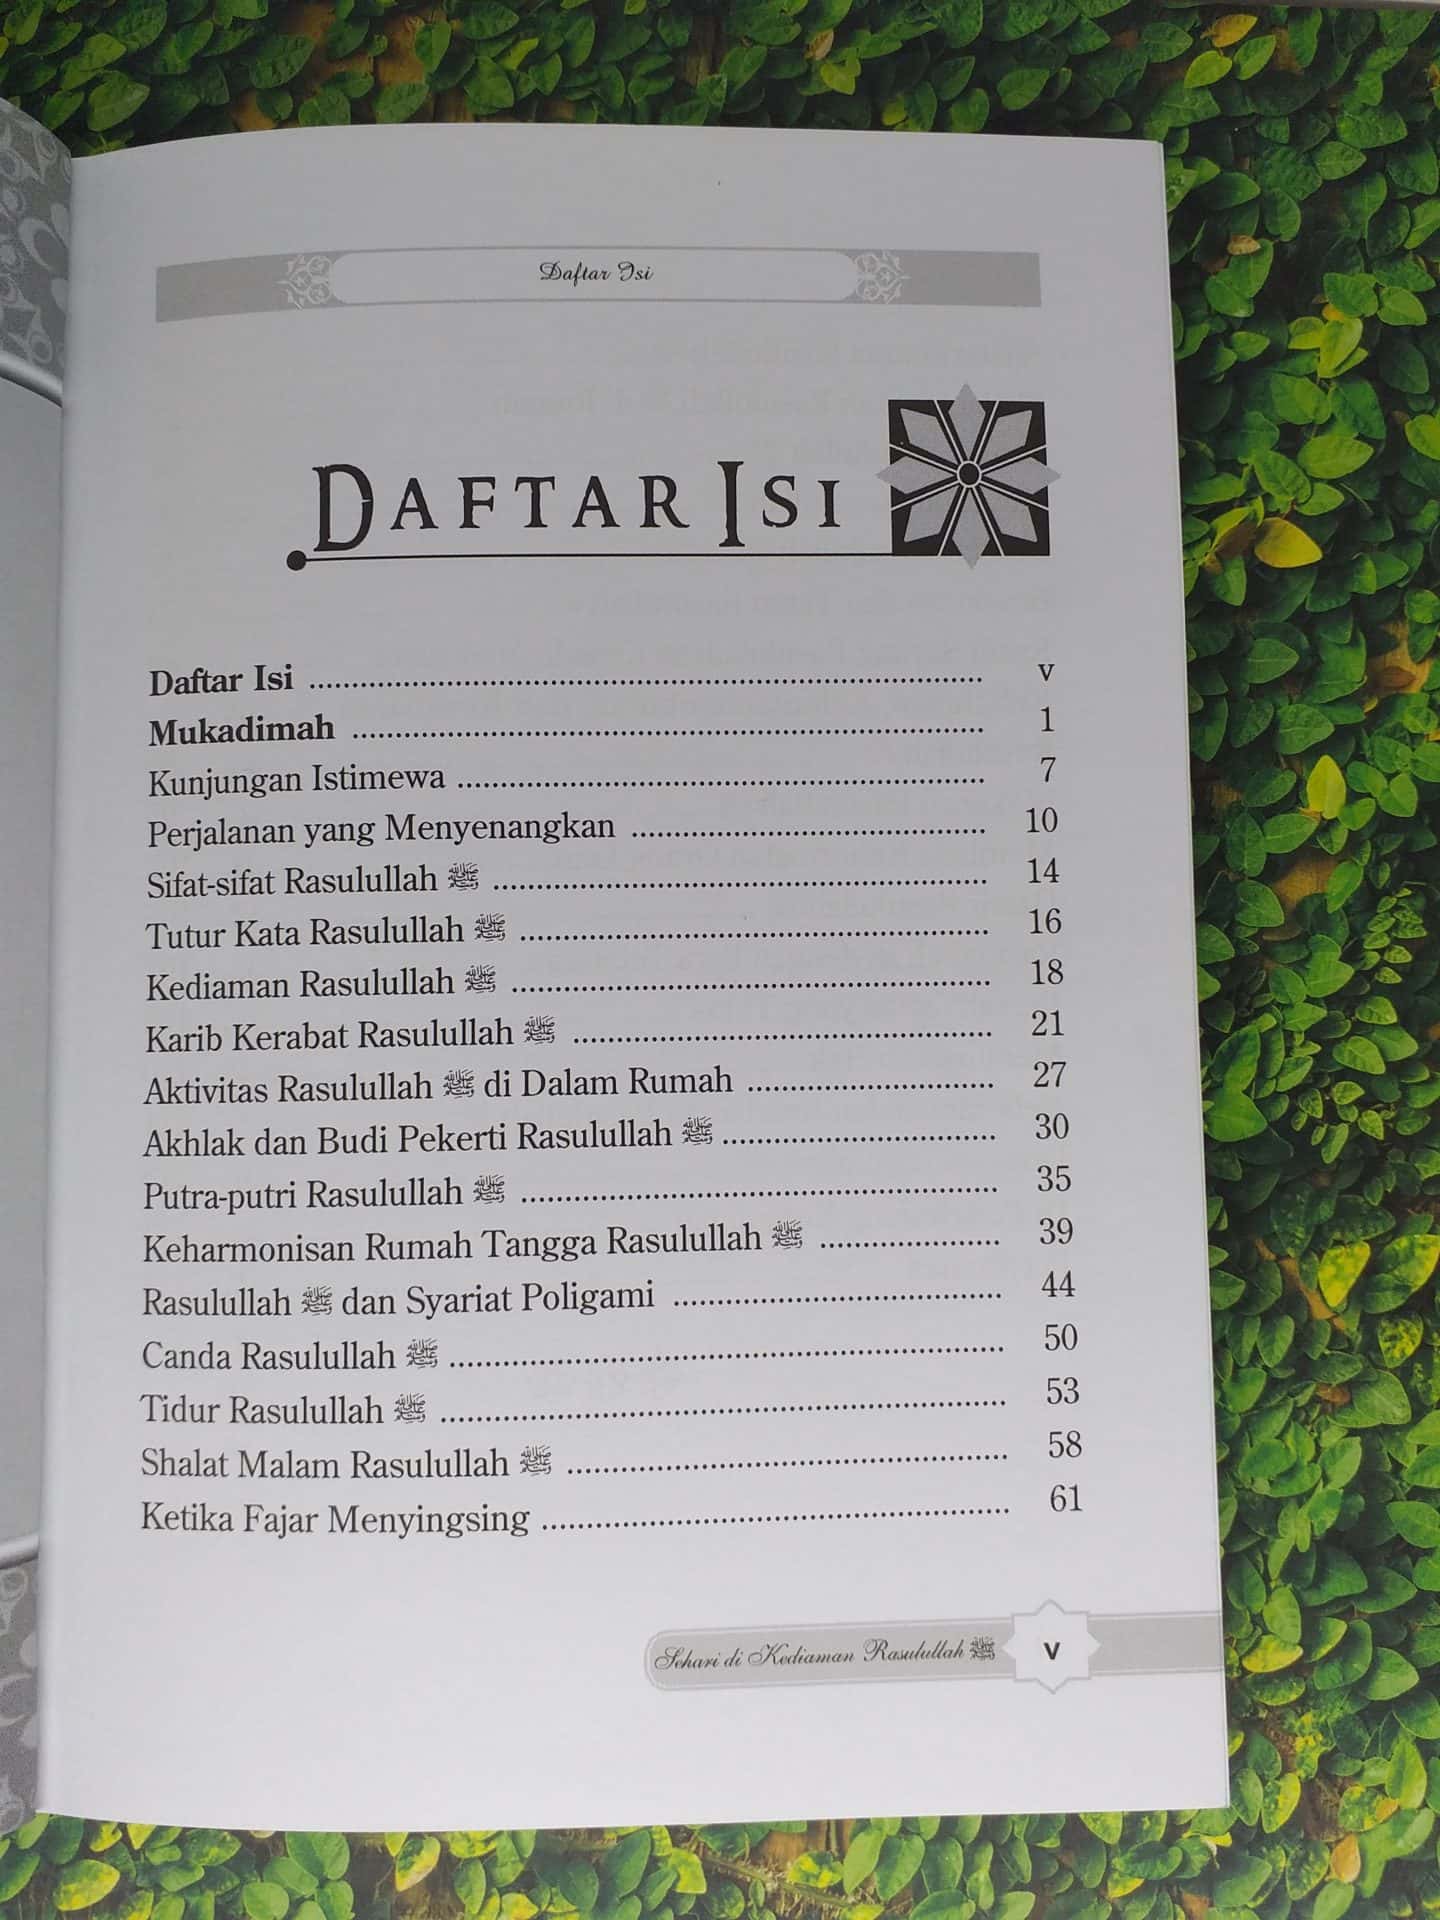 Daftar Isi
DAFTAR ISI
Daftar Isi ........................................................................ v
Mukadimah ........................................................................ 1
Kunjungan Istimewa ........................................................................ 7
Perjalanan yang Menyenangkan ................................................ 10
Sifat-sifat Rasulullah ﷺ ................................................................ 14
Tutur Kata Rasulullah ﷺ ............................................................ 16
Kediaman Rasulullah ﷺ ............................................................ 18
Karib Kerabat Rasulullah ﷺ ........................................................ 21
Aktivitas Rasulullah ﷺ di Dalam Rumah .................................. 27
Akhlak dan Budi Pekerti Rasulullah ﷺ ...................................... 30
Putra-putri Rasulullah ﷺ ............................................................ 35
Keharmonisan Rumah Tangga Rasulullah ﷺ ........................ 39
Rasulullah ﷺ dan Syariat Poligami ............................................ 44
Canda Rasulullah ﷺ .................................................................... 50
Tidur Rasulullah ﷺ ...................................................................... 53
Shalat Malam Rasulullah ﷺ ........................................................ 58
Ketika Fajar Menyingsing ............................................................ 61
Sehari di Kediaman Rasulullah ﷺ v